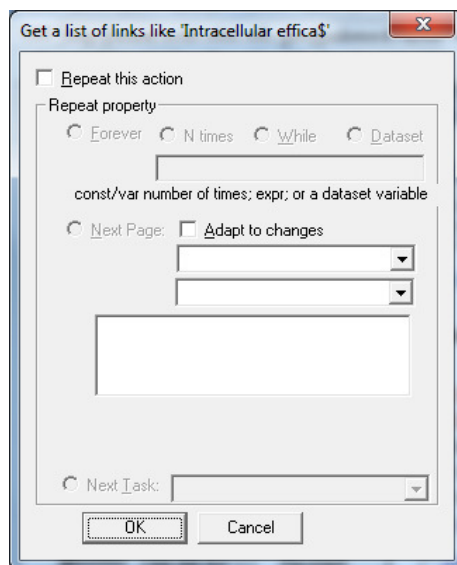 Get a list of links like 'Intracellular effica$'
Repeat this action
Repeat property
Forever N times While Dataset
const/var number of times; expr; or a dataset variable
Next Page: Adapt to changes
Next Task:
OK Cancel